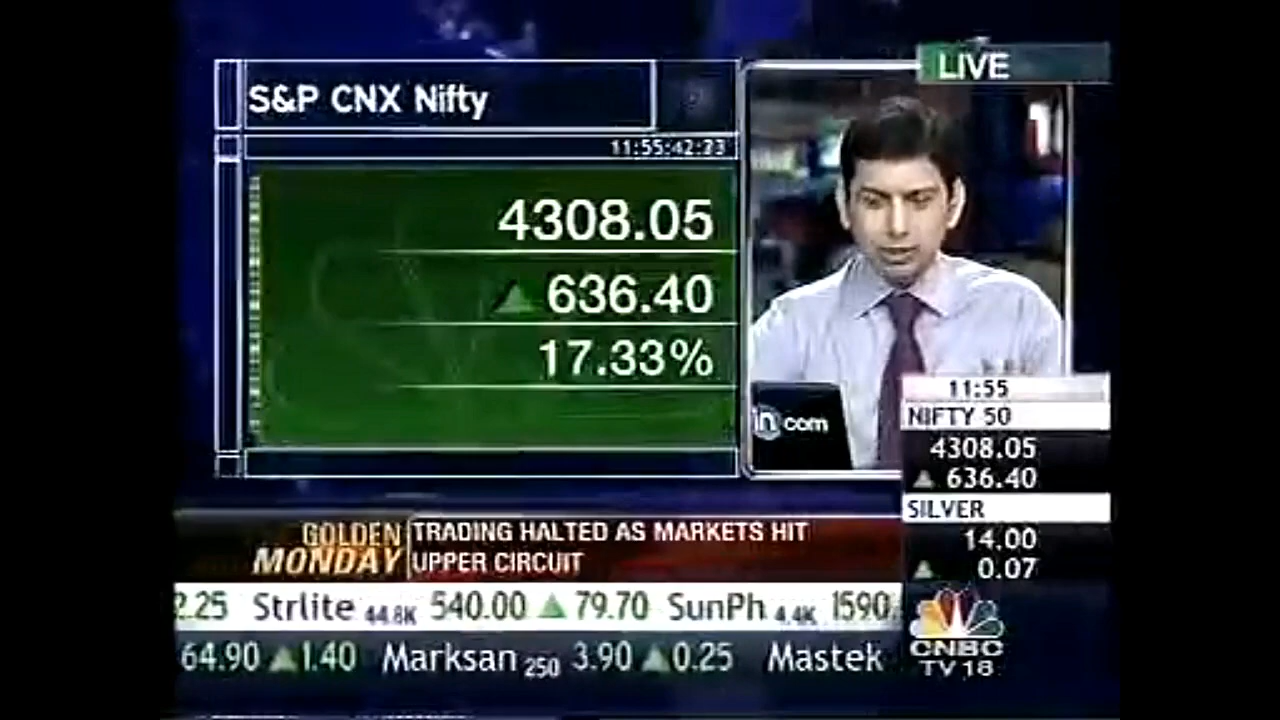 LIVE
S&P CNX Nifty
11:55:42:23
4308.05
▲ 636.40
17.33%
in.com
11:55
NIFTY 50
4308.05
▲ 636.40
SILVER
14.00
▲ 0.07
GOLDEN
MONDAY
TRADING HALTED AS MARKETS HIT
UPPER CIRCUIT
2.25 Strlite 44.8K 540.00 ▲ 79.70 SunPh 4.4K 1590.
64.90 ▲ 1.40 Marksan 250 3.90 ▲ 0.25 Mastek
CNBC
TV 18